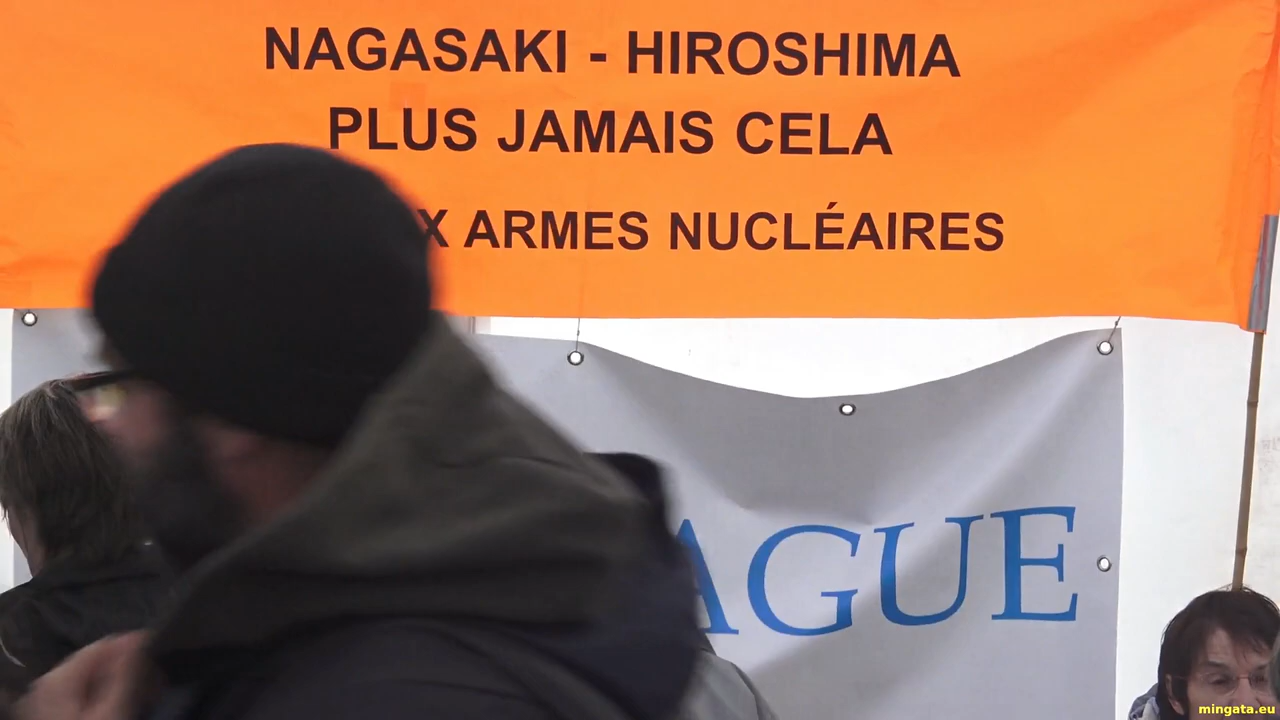 NAGASAKI - HIROSHIMA
PLUS JAMAIS CELA
X ARMES NUCLÉAIRES
AGUE
mingata.eu